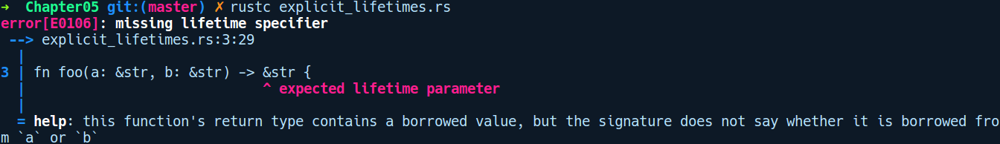 ➜  Chapter05 git:(master) ✗ rustc explicit_lifetimes.rs
error[E0106]: missing lifetime specifier
 --> explicit_lifetimes.rs:3:29
  |
3 | fn foo(a: &str, b: &str) -> &str {
  |                             ^ expected lifetime parameter
  |
  = help: this function's return type contains a borrowed value, but the signature does not say whether it is borrowed fro
m `a` or `b`